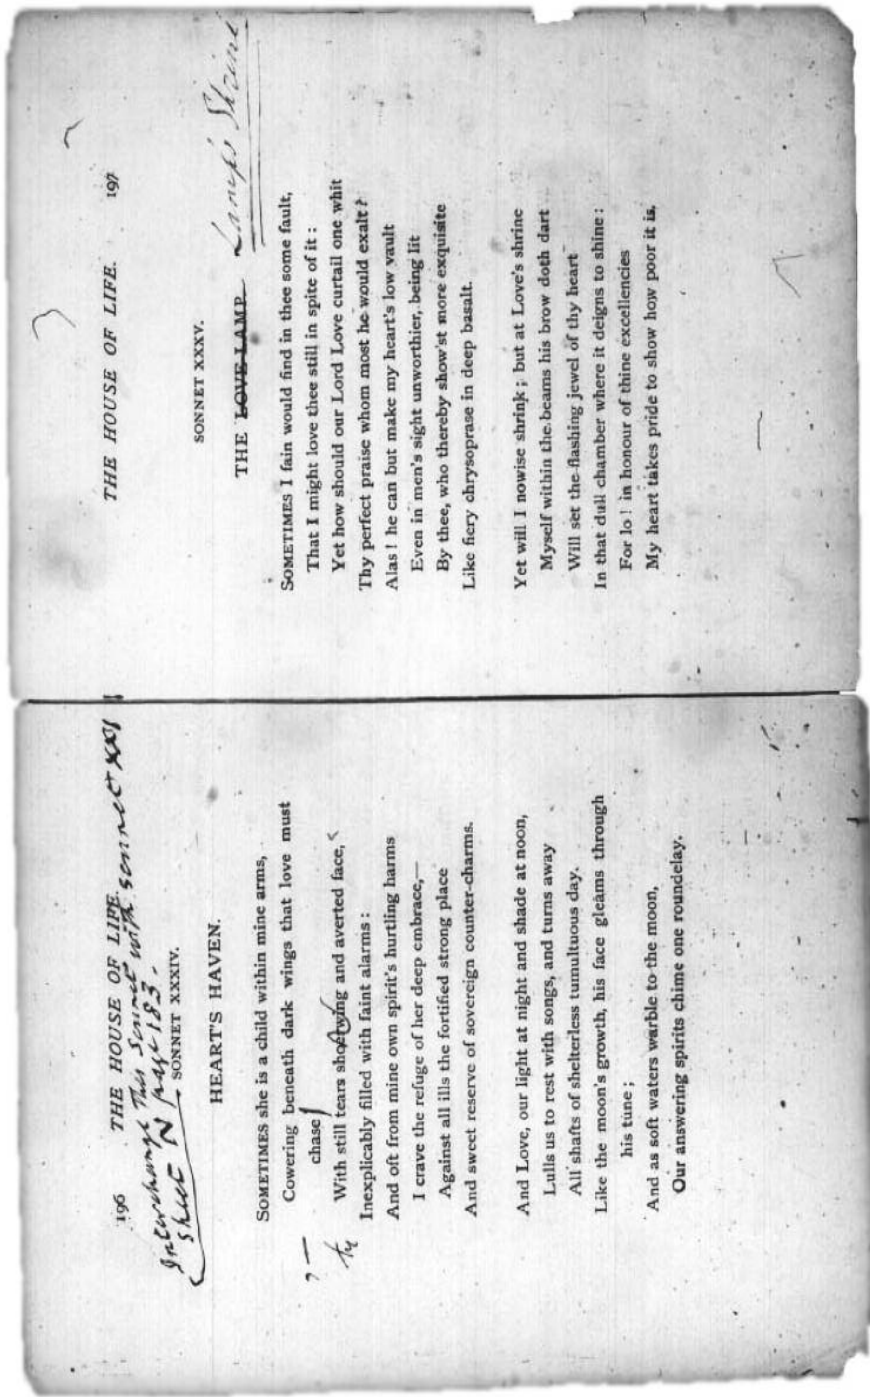 196 THE HOUSE OF LIFE.
Interchange This Sonnet with sonnet XXII
Sheet N page 183.
SONNET XXXIV.
HEART'S HAVEN.
SOMETIMES she is a child within mine arms,
Cowering beneath dark wings that love must
chase
With still tears showing and averted face,
Inexplicably filled with faint alarms :
And oft from mine own spirit's hurtling harms
I crave the refuge of her deep embrace,—
Against all ills the fortified strong place
And sweet reserve of sovereign counter-charms.
And Love, our light at night and shade at noon,
Lulls us to rest with songs, and turns away
All shafts of shelterless tumultuous day.
Like the moon's growth, his face gleams through
his tune ;
And as soft waters warble to the moon,
Our answering spirits chime one roundelay.
THE HOUSE OF LIFE. 197
SONNET XXXV.
THE LOVE-LAMP. Lamp's Shrine
SOMETIMES I fain would find in thee some fault,
That I might love thee still in spite of it :
Yet how should our Lord Love curtail one whit
Thy perfect praise whom most he would exalt?
Alas ! he can but make my heart's low vault
Even in men's sight unworthier, being lit
By thee, who thereby show'st more exquisite
Like fiery chrysoprase in deep basalt.
Yet will I nowise shrink ; but at Love's shrine
Myself within the beams his brow doth dart
Will set the flashing jewel of thy heart
In that dull chamber where it deigns to shine :
For lo ! in honour of thine excellencies
My heart takes pride to show how poor it is.